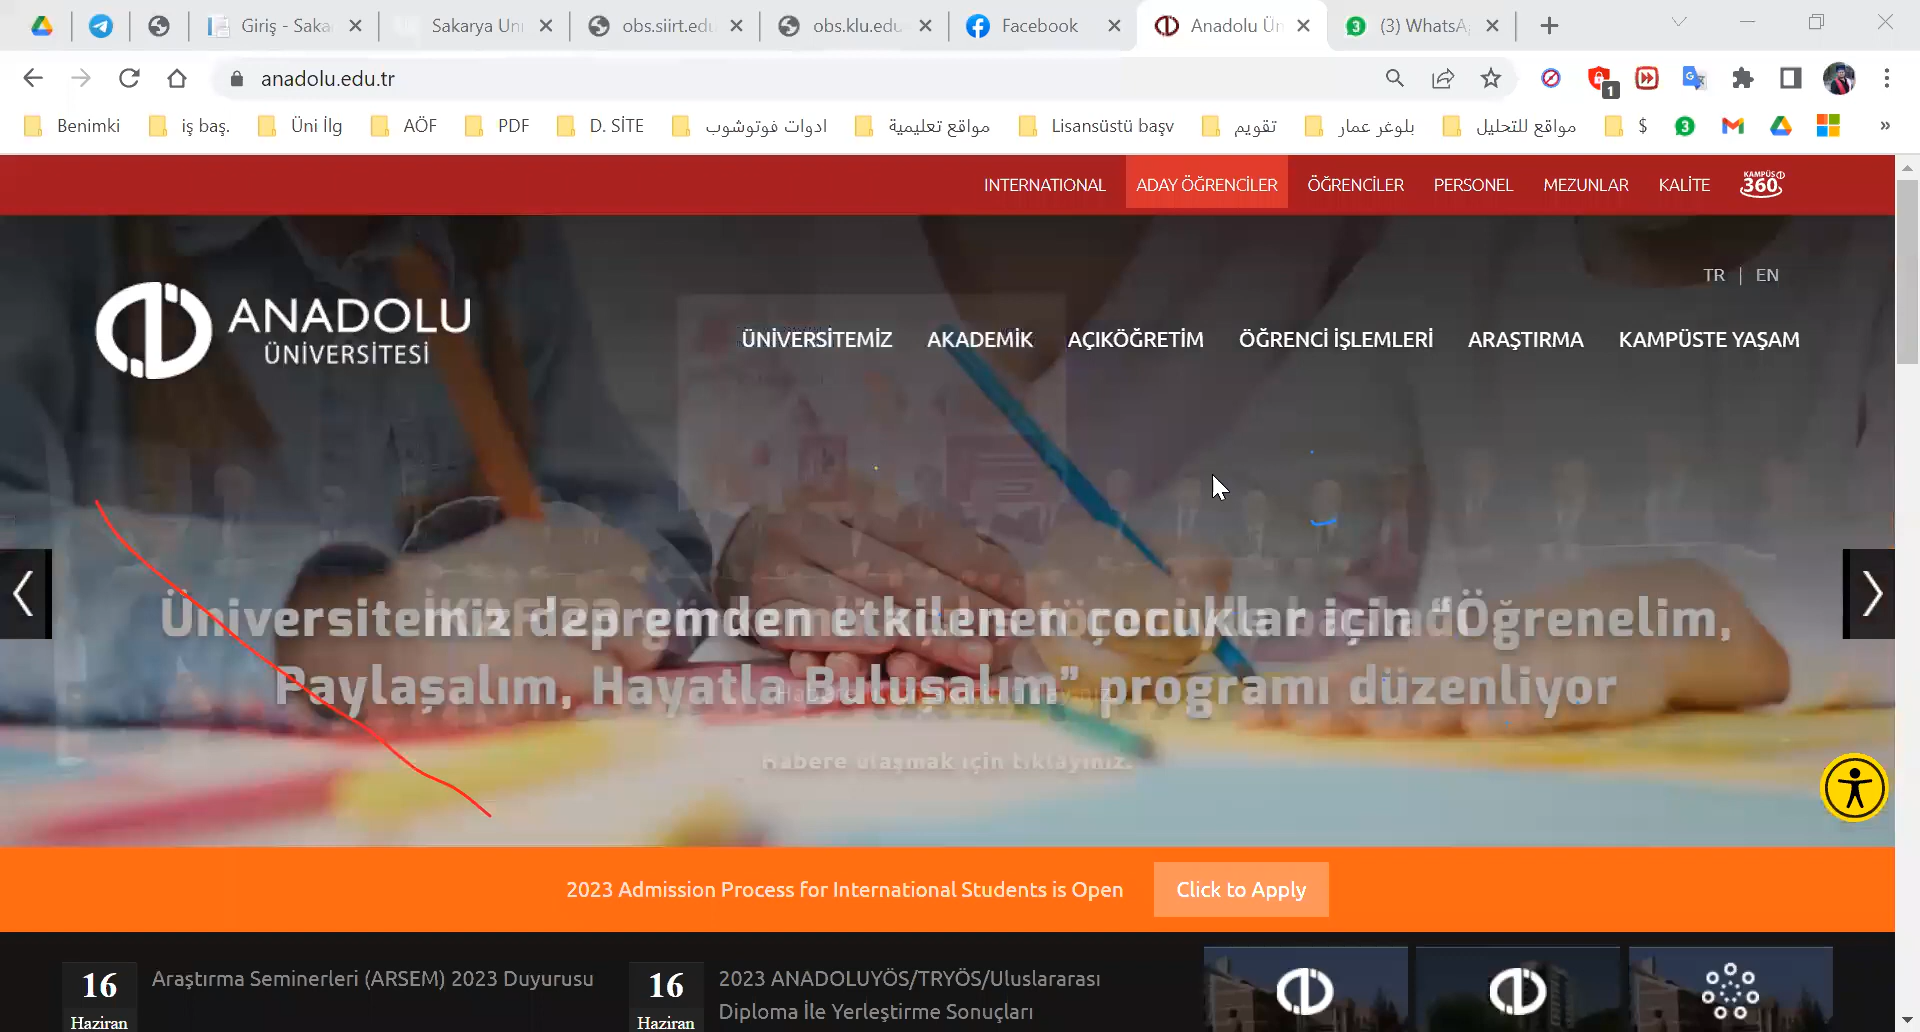 Giriş - Saka
Sakarya Üni
obs.siirt.edu
obs.klu.edu
Facebook
Anadolu Ün
(3) WhatsA
anadolu.edu.tr
1
Benimki
iş baş.
Üni İlg
AÖF
PDF
D. SİTE
ادوات فوتوشوب
مواقع تعليمية
Lisansüstü başv
تقويم
بلوغر عمار
مواقع للتحليل
$
3
»
INTERNATIONAL
ADAY ÖĞRENCİLER
ÖĞRENCİLER
PERSONEL
MEZUNLAR
KALİTE
KAMPÜS
360
TR | EN
ANADOLU
ÜNİVERSİTESİ
ÜNİVERSİTEMİZ
AKADEMİK
AÇIKÖĞRETİM
ÖĞRENCİ İŞLEMLERİ
ARAŞTIRMA
KAMPÜSTE YAŞAM
Üniversitemiz depremden etkilenen çocuklar için “Öğrenelim,
Paylaşalım, Hayatla Buluşalım” programı düzenliyor
Habere ulaşmak için tıklayınız.
2023 Admission Process for International Students is Open
Click to Apply
16
Haziran
Araştırma Seminerleri (ARSEM) 2023 Duyurusu
16
Haziran
2023 ANADOLUYÖS/TRYÖS/Uluslararası
Diploma İle Yerleştirme Sonuçları